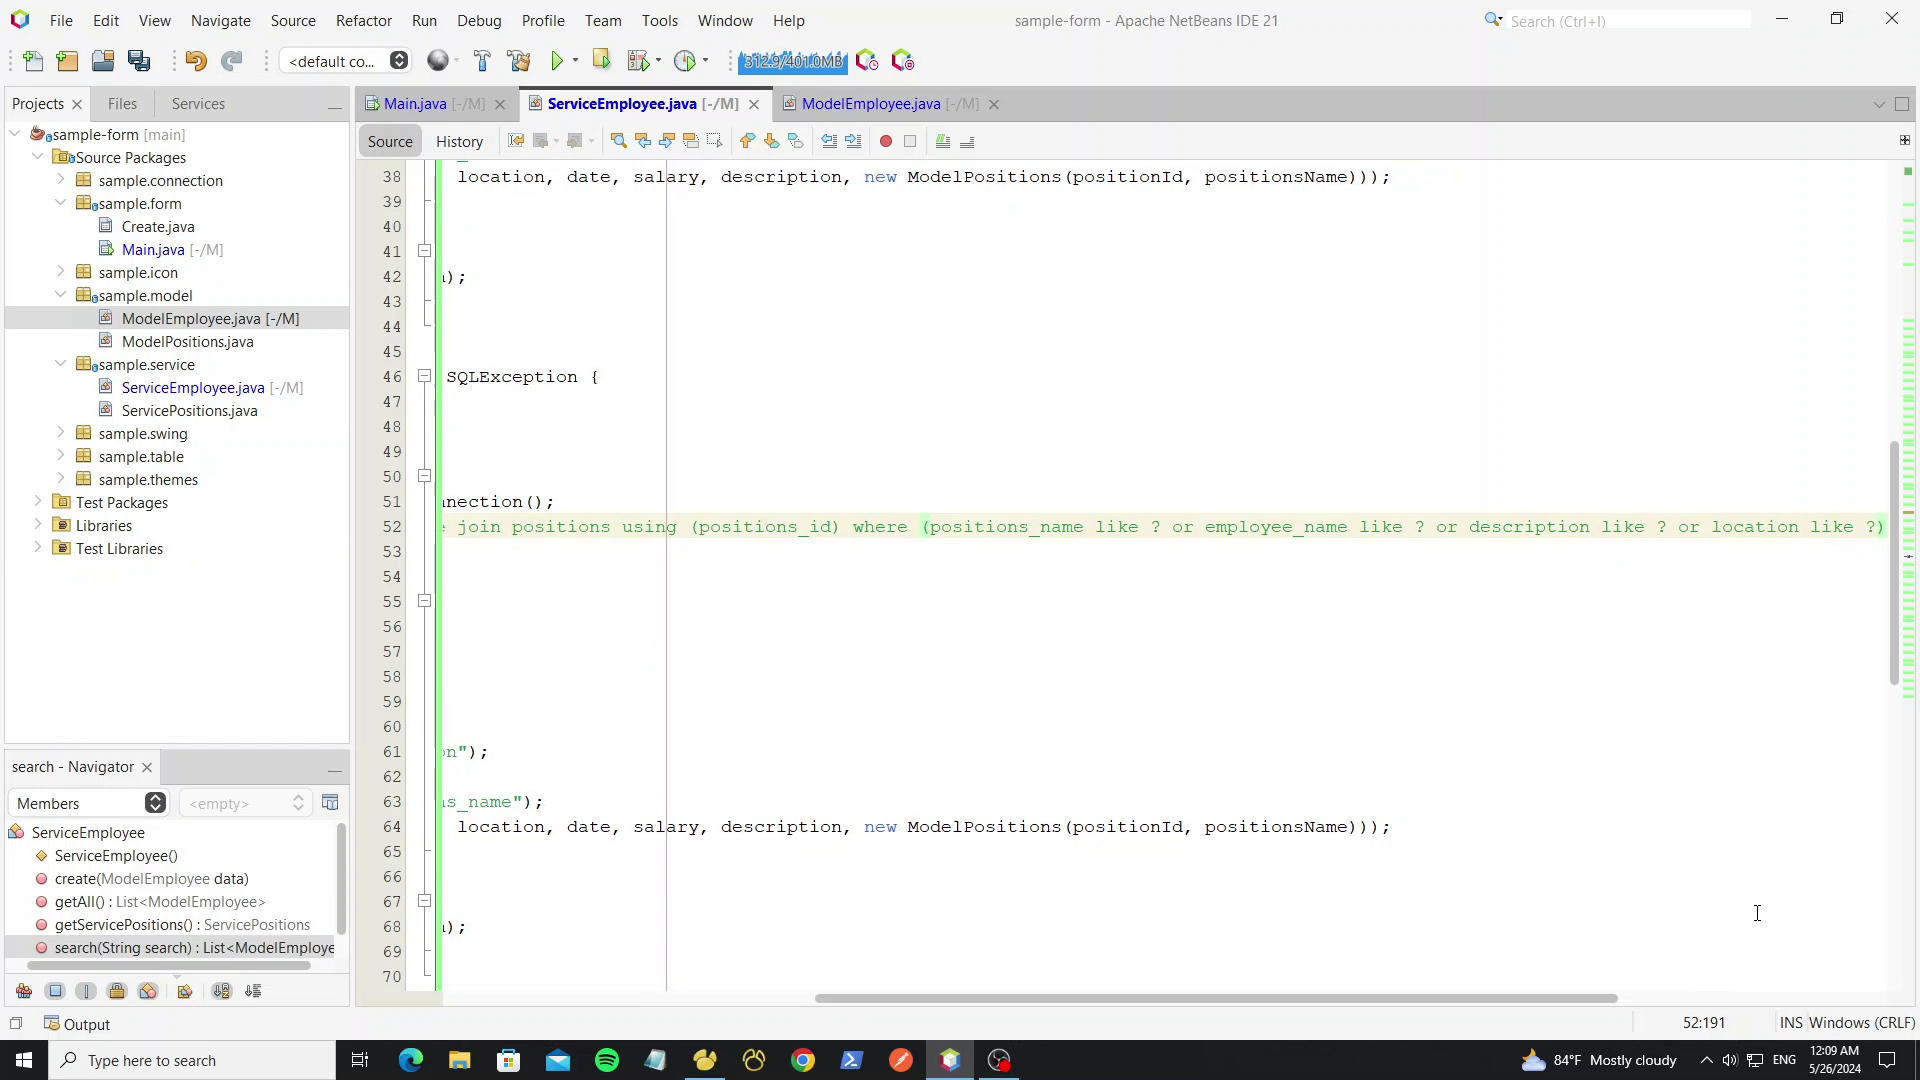 File Edit View Navigate Source Refactor Run Debug Profile Team Tools Window Help
sample-form - Apache NetBeans IDE 21
Search (Ctrl+I)
<default co...
312.9/401.0MB
Projects Files Services
Main.java [-/M] ServiceEmployee.java [-/M] ModelEmployee.java [-/M]
Source History
sample-form [main]
Source Packages
sample.connection
sample.form
Create.java
Main.java [-/M]
sample.icon
sample.model
ModelEmployee.java [-/M]
ModelPositions.java
sample.service
ServiceEmployee.java [-/M]
ServicePositions.java
sample.swing
sample.table
sample.themes
Test Packages
Libraries
Test Libraries
38 location, date, salary, description, new ModelPositions(positionId, positionsName)));
39
40
41
42 );
43
44
45
46 SQLException {
47
48
49
50
51 nnection();
52 e join positions using (positions_id) where (positions_name like ? or employee_name like ? or description like ? or location like ?)
53
54
55
56
57
58
59
60
61 on");
62
63 ns_name");
64 location, date, salary, description, new ModelPositions(positionId, positionsName)));
65
66
67
68 );
69
70
search - Navigator
Members <empty>
ServiceEmployee
ServiceEmployee()
create(ModelEmployee data)
getAll() : List<ModelEmployee>
getServicePositions() : ServicePositions
search(String search) : List<ModelEmploye
Output
52:191 INS Windows (CRLF)
Type here to search
84°F Mostly cloudy
ENG
12:09 AM
5/26/2024